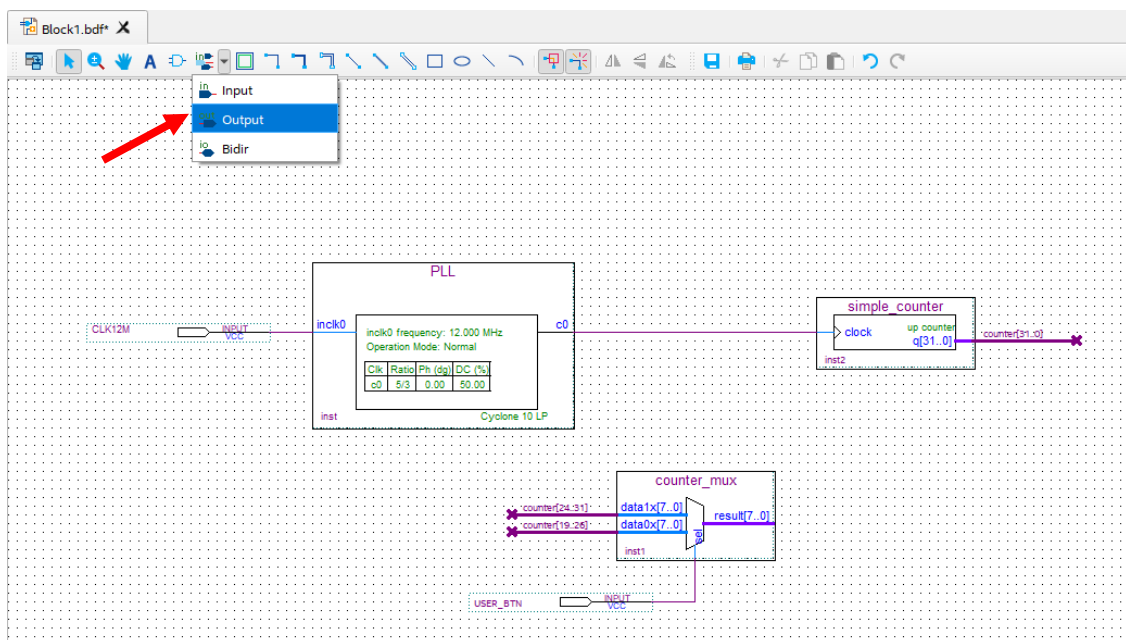 Block1.bdf*
Input
Output
Bidir
PLL
CLK12M
INPUT
VCC
inclk0
c0
inclk0 frequency: 12.000 MHz
Operation Mode: Normal
Clk Ratio Ph (dg) DC (%)
c0 5/3 0.00 50.00
inst
Cyclone 10 LP
simple_counter
clock
up counter
q[31..0]
counter[31..0]
inst2
counter_mux
counter[24..31]
data1x[7..0]
result[7..0]
counter[19..26]
data0x[7..0]
sel
inst1
USER_BTN
INPUT
VCC